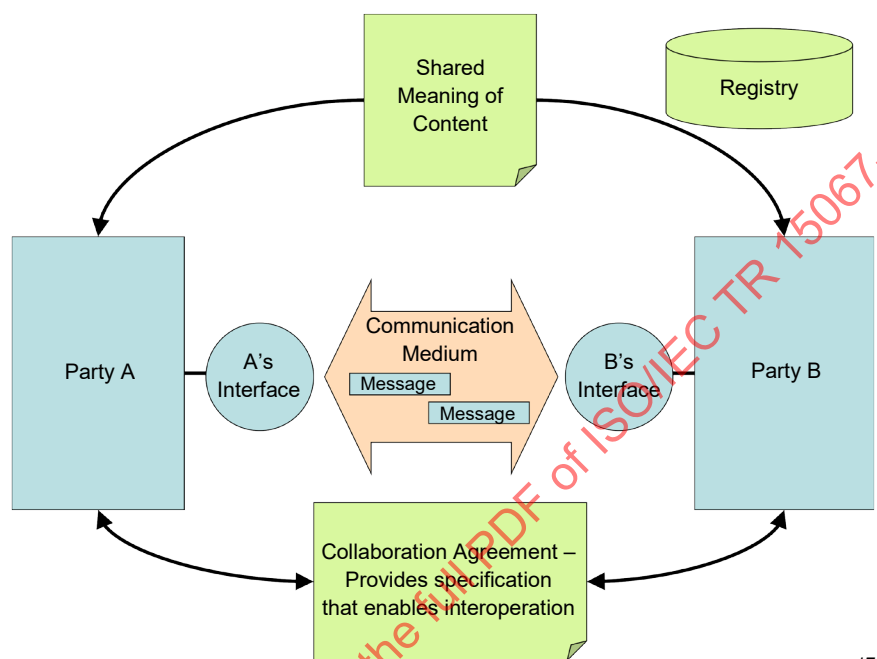 Shared
Meaning of
Content
Registry
Party A
A's
Interface
Communication
Medium
Message
Message
B's
Interface
Party B
Collaboration Agreement –
Provides specification
that enables interoperation
the full PDF of ISO/IEC TR 15067